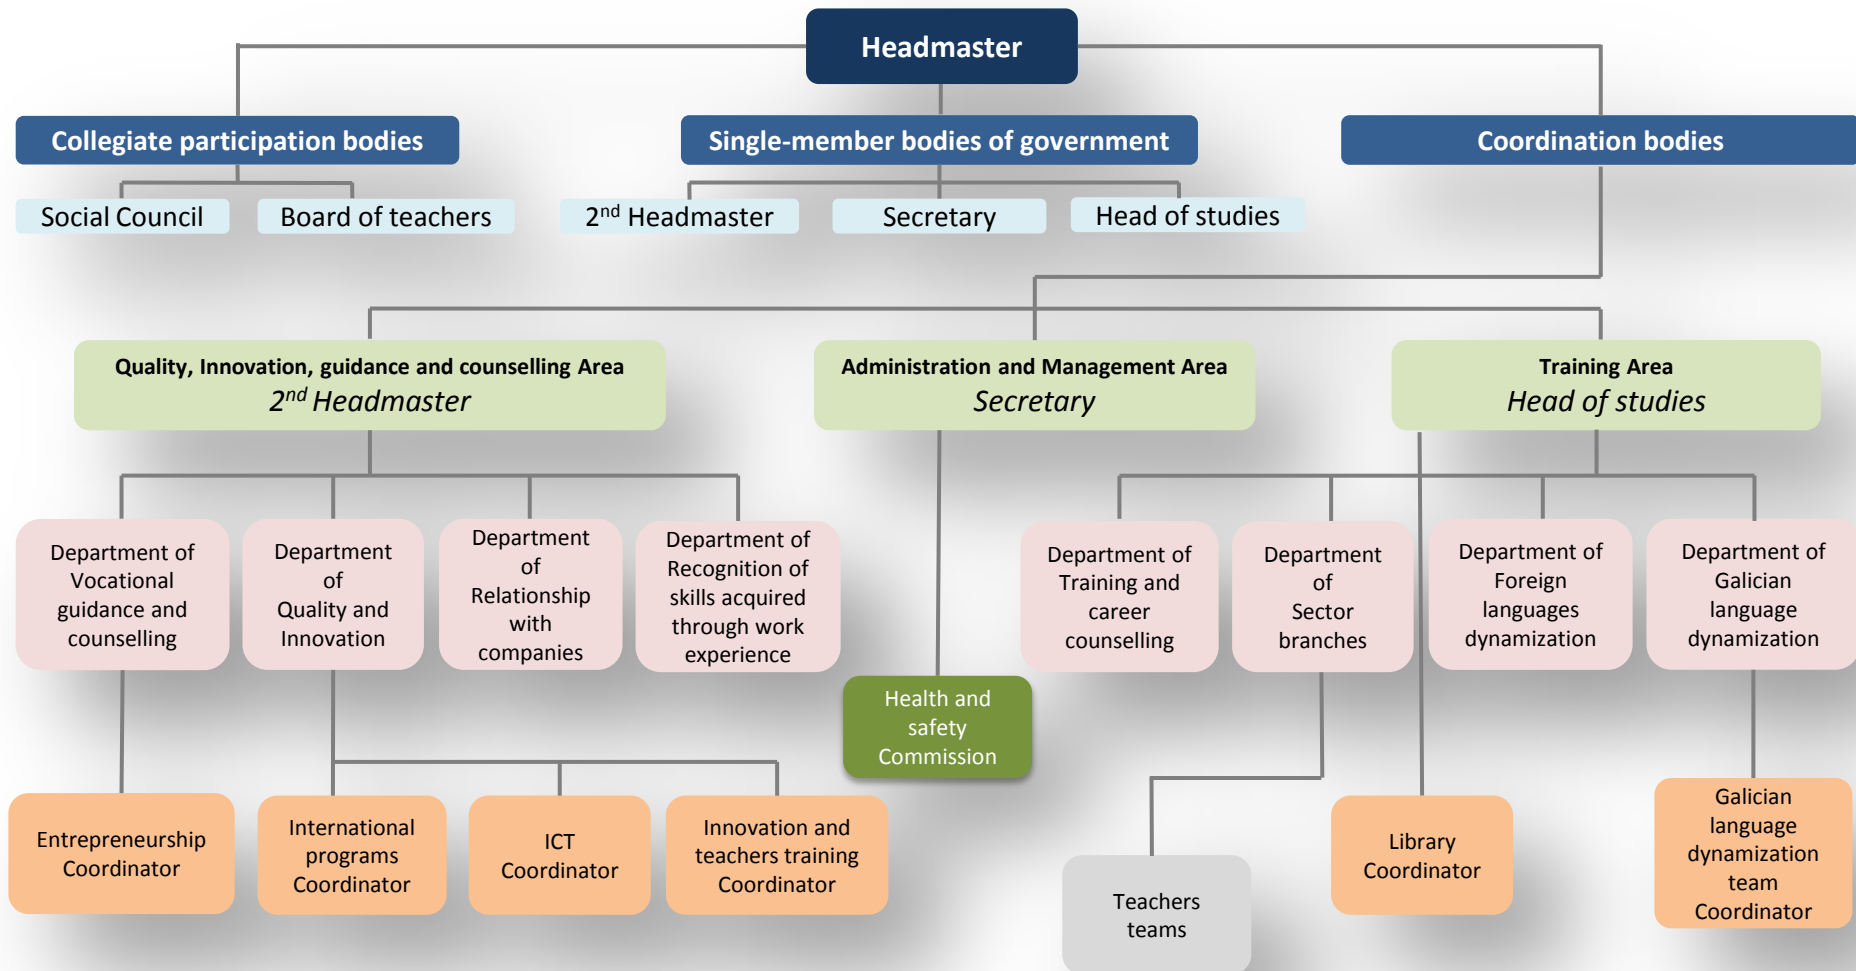 Headmaster
Collegiate participation bodies
Single-member bodies of government
Coordination bodies
Social Council
Board of teachers
2nd Headmaster
Secretary
Head of studies
Quality, Innovation, guidance and counselling Area
2nd Headmaster
Administration and Management Area
Secretary
Training Area
Head of studies
Department of
Vocational
guidance and
counselling
Department
of
Quality and
Innovation
Department
of
Relationship
with
companies
Department of
Recognition of
skills acquired
through work
experience
Department of
Training and
career
counselling
Department
of
Sector
branches
Department of
Foreign
languages
dynamization
Department of
Galician
language
dynamization
Health and
safety
Commission
Entrepreneurship
Coordinator
International
programs
Coordinator
ICT
Coordinator
Innovation and
teachers training
Coordinator
Teachers
teams
Library
Coordinator
Galician
language
dynamization
team
Coordinator